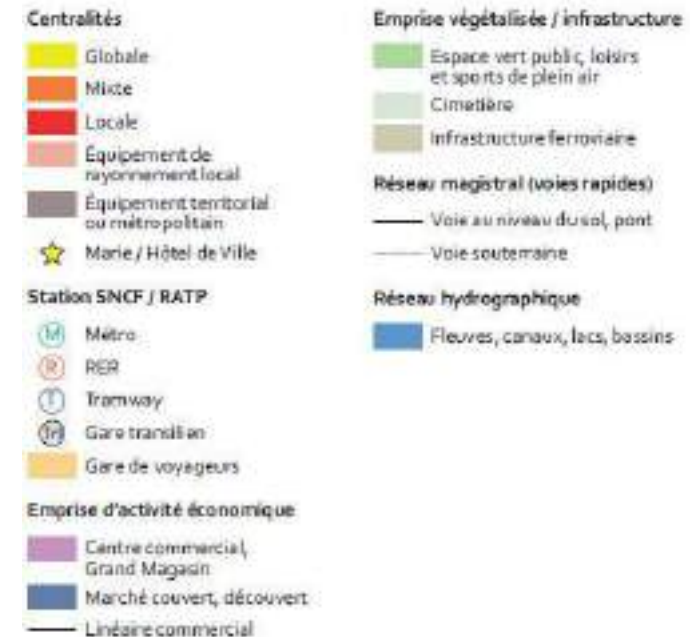 Centralités
Globale
Mixte
Locale
Équipement de
rayonnement local
Équipement territorial
ou métropolitain
Marie / Hôtel de Ville
Station SNCF / RATP
M Métro
R RER
T Tramway
Tn Gare transilien
Gare de voyageurs
Emprise d'activité économique
Centre commercial,
Grand Magasin
Marché couvert, découvert
Linéaire commercial
Emprise végétalisée / infrastructure
Espace vert public, loisirs
et sports de plein air
Cimetière
Infrastructure ferroviaire
Réseau magistral (voies rapides)
Voie au niveau du sol, pont
Voie souterraine
Réseau hydrographique
Fleuves, canaux, lacs, bassins